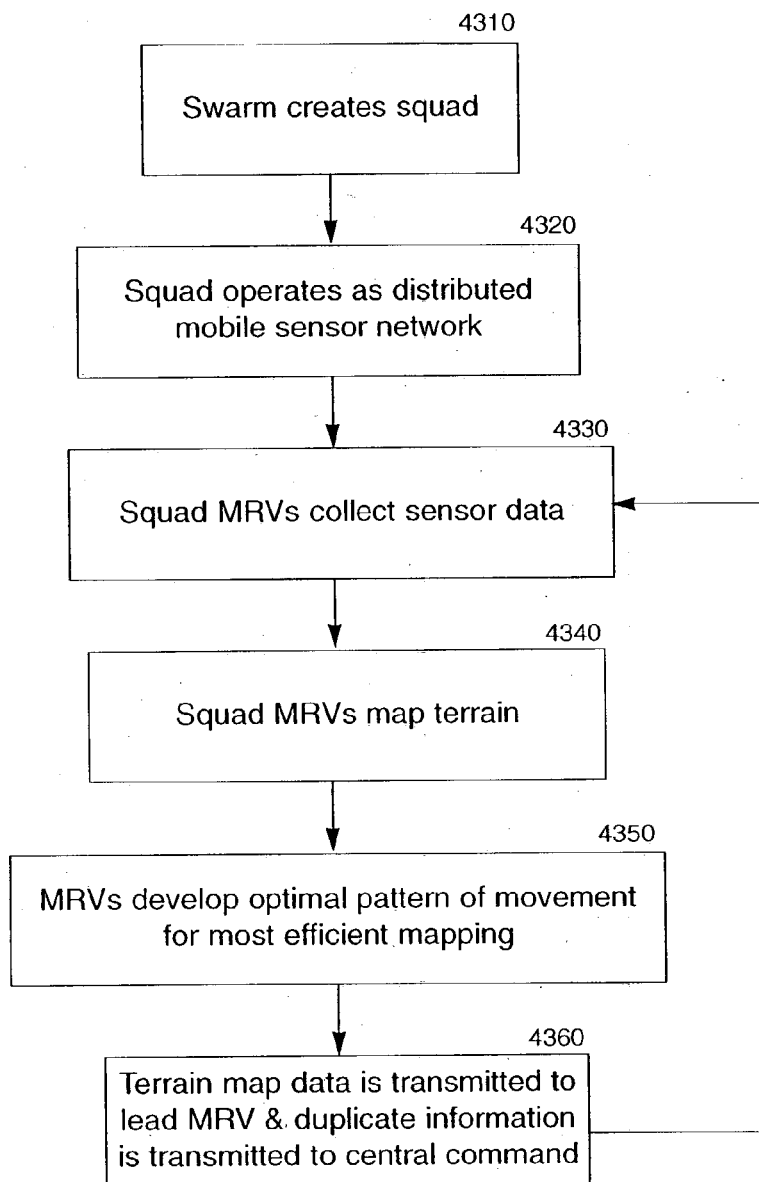 4310
Swarm creates squad
4320
Squad operates as distributed
mobile sensor network
4330
Squad MRVs collect sensor data
4340
Squad MRVs map terrain
4350
MRVs develop optimal pattern of movement
for most efficient mapping
4360
Terrain map data is transmitted to
lead MRV & duplicate information
is transmitted to central command